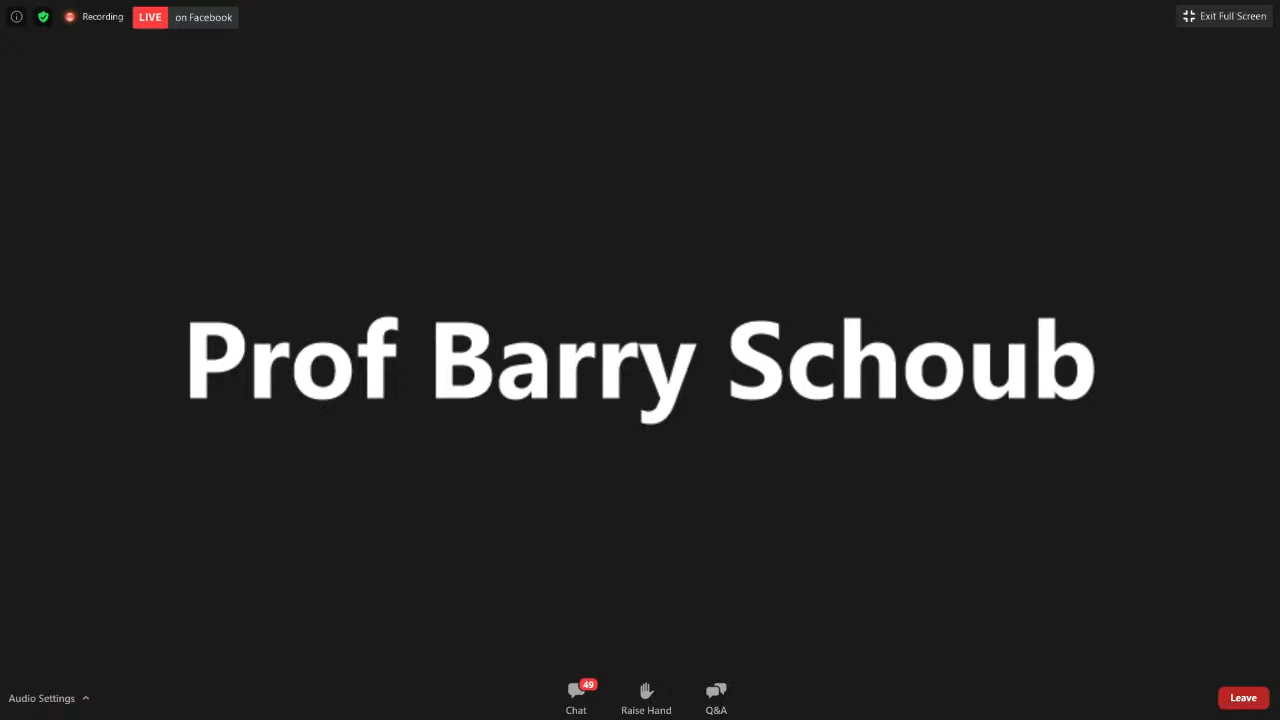 Recording
LIVE on Facebook
Exit Full Screen
Prof Barry Schoub
Audio Settings
49
Chat
Raise Hand
Q&A
Leave